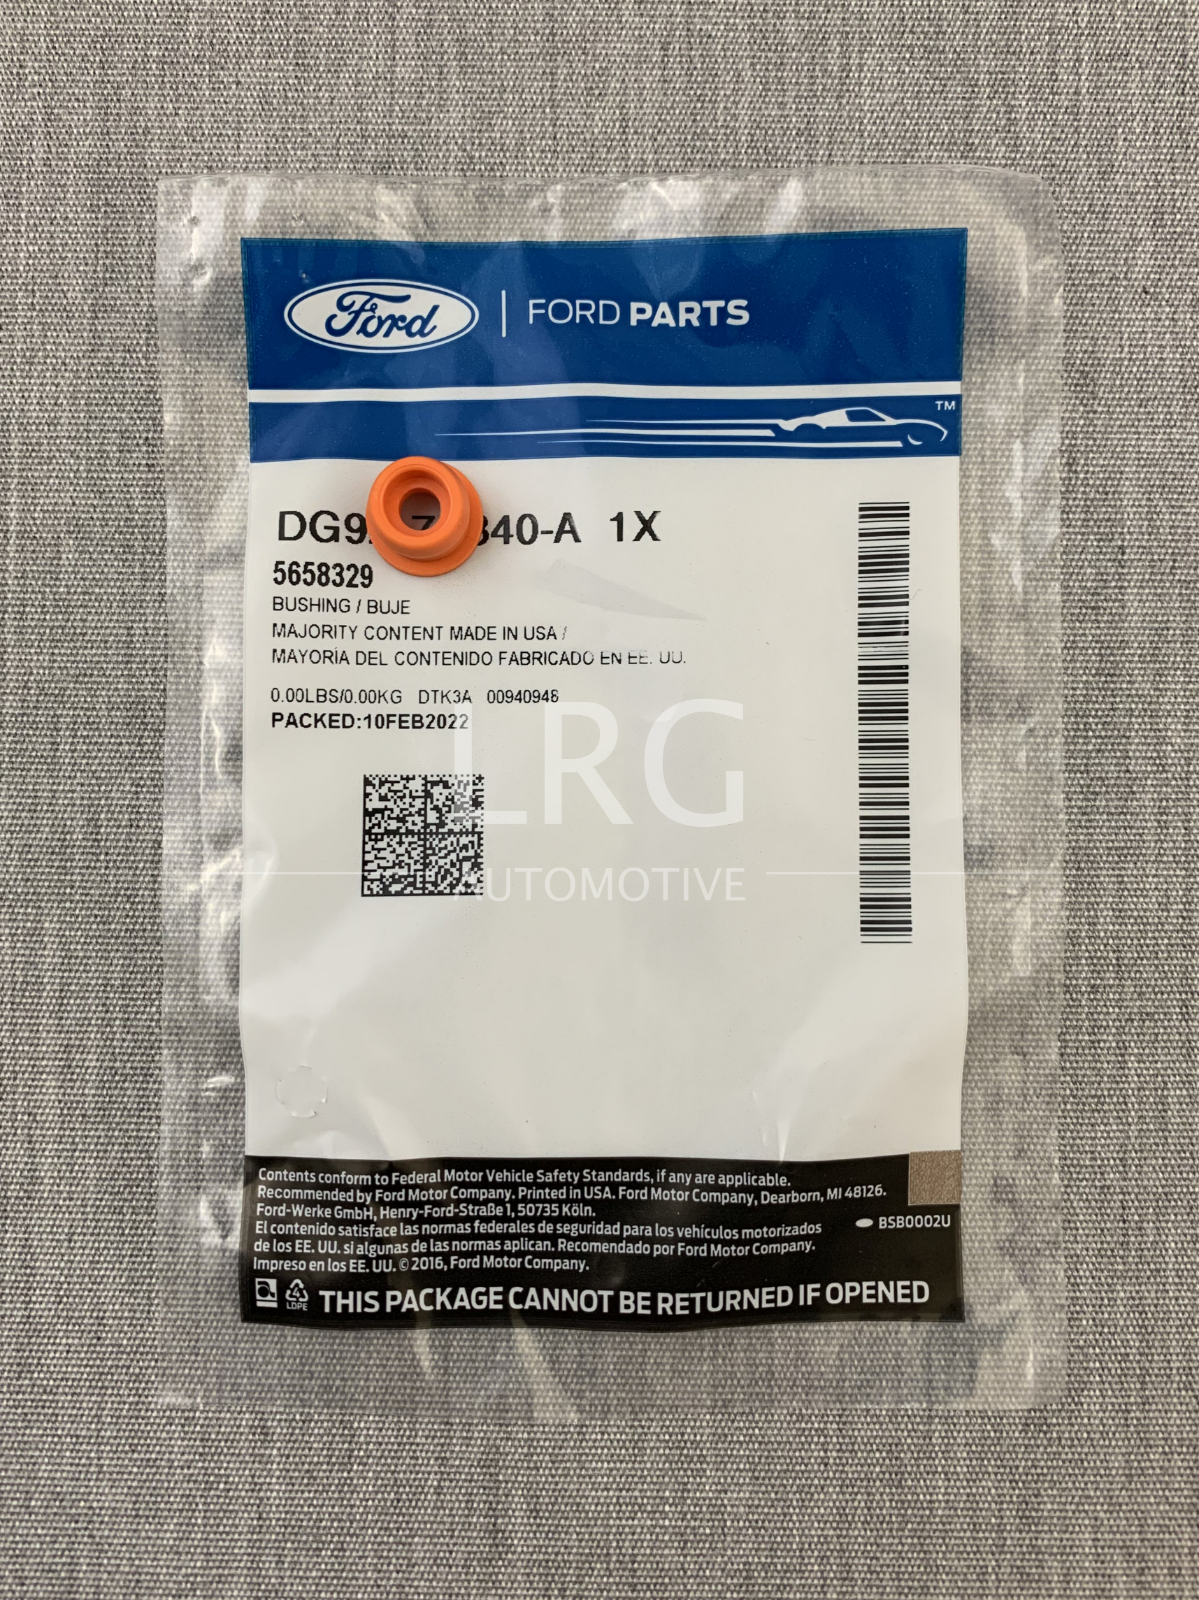 Ford | FORD PARTS
TM
DG9 340-A 1X
5658329
BUSHING / BUJE
MAJORITY CONTENT MADE IN USA /
MAYORÍA DEL CONTENIDO FABRICADO EN EE. UU.
0.00LBS/0.00KG DTK3A 00940948
PACKED:10FEB2022
LRG
AUTOMOTIVE
Contents conform to Federal Motor Vehicle Safety Standards, if any are applicable.
Recommended by Ford Motor Company. Printed in USA. Ford Motor Company, Dearborn, MI 48126.
Ford-Werke GmbH, Henry-Ford-Straße 1, 50735 Köln.
BSB0002U
El contenido satisface las normas federales de seguridad para los vehículos motorizados
de los EE. UU. si algunas de las normas aplican. Recomendado por Ford Motor Company.
Impreso en los EE. UU. © 2016, Ford Motor Company.
4
LDPE
THIS PACKAGE CANNOT BE RETURNED IF OPENED